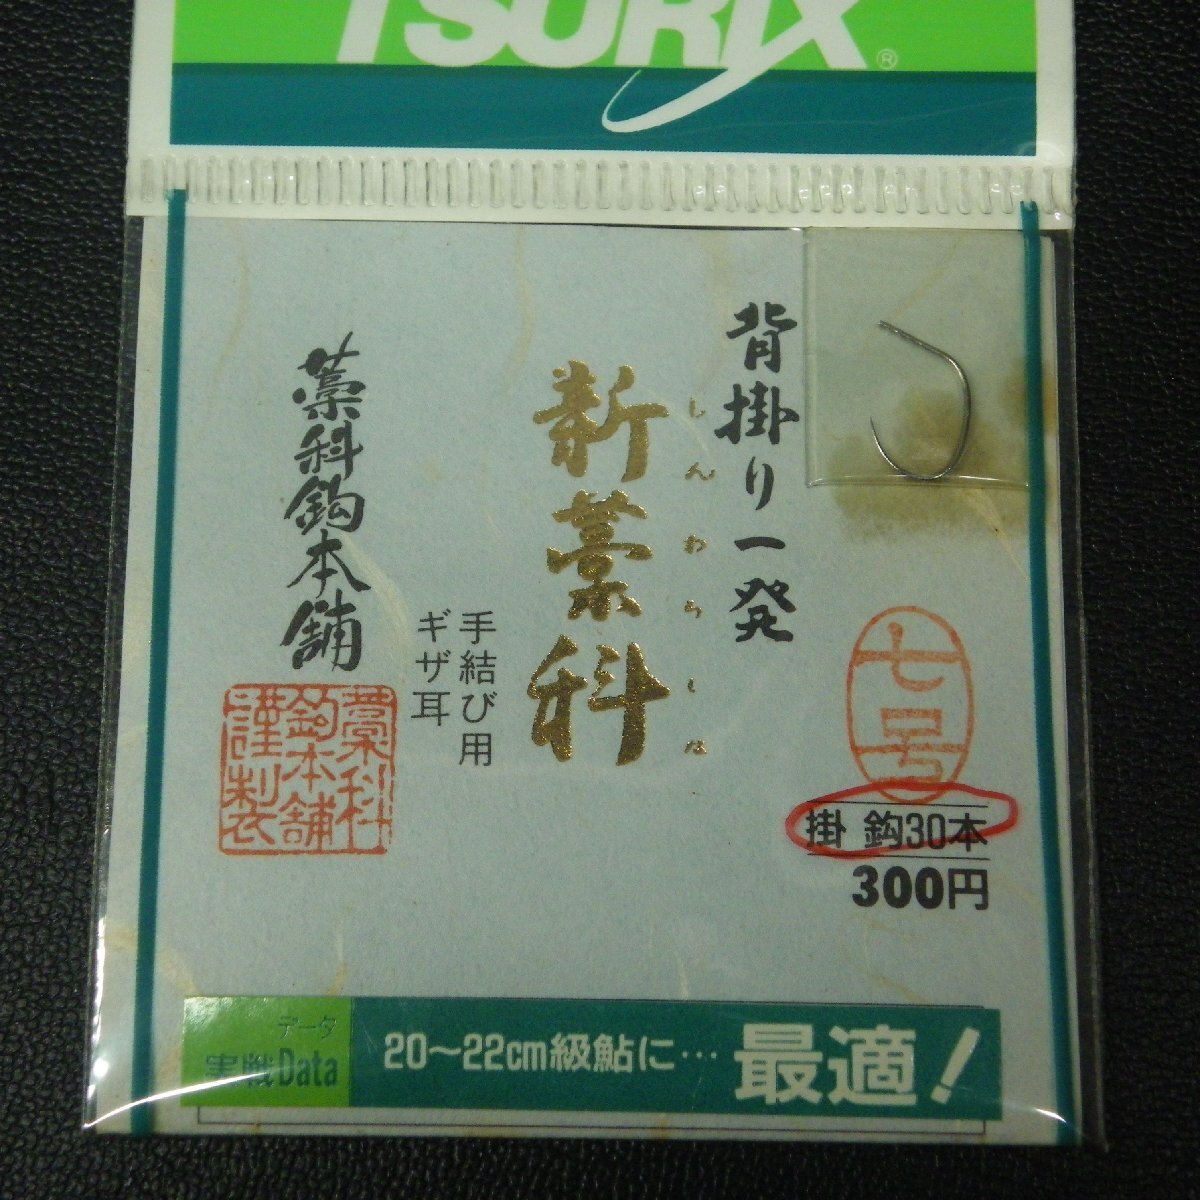 TSURIX®
背掛り一発
しんわらしな
新藁科
手結び用
ギザ耳
藁科鈎本舗
藁科
鈎本舗
謹製
七号
掛 鈎30本
300円
データ
実戦Data
20～22cm級鮎に…
最適!